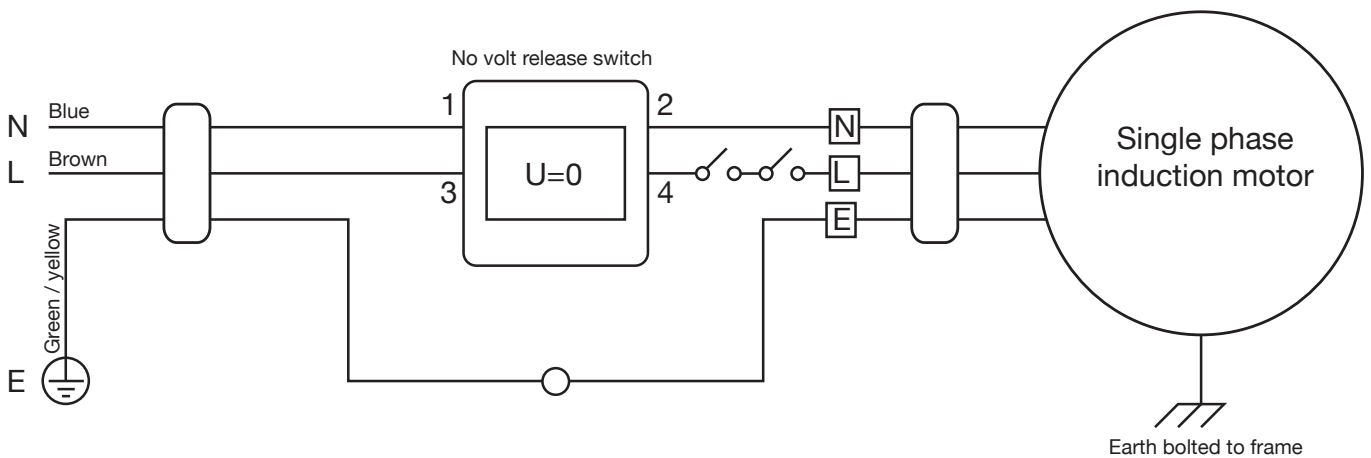 No volt release switch
1
2
N
Blue
N
L
Brown
3
U=0
4
L
E
Single phase
induction motor
Green / yellow
E
Earth bolted to frame